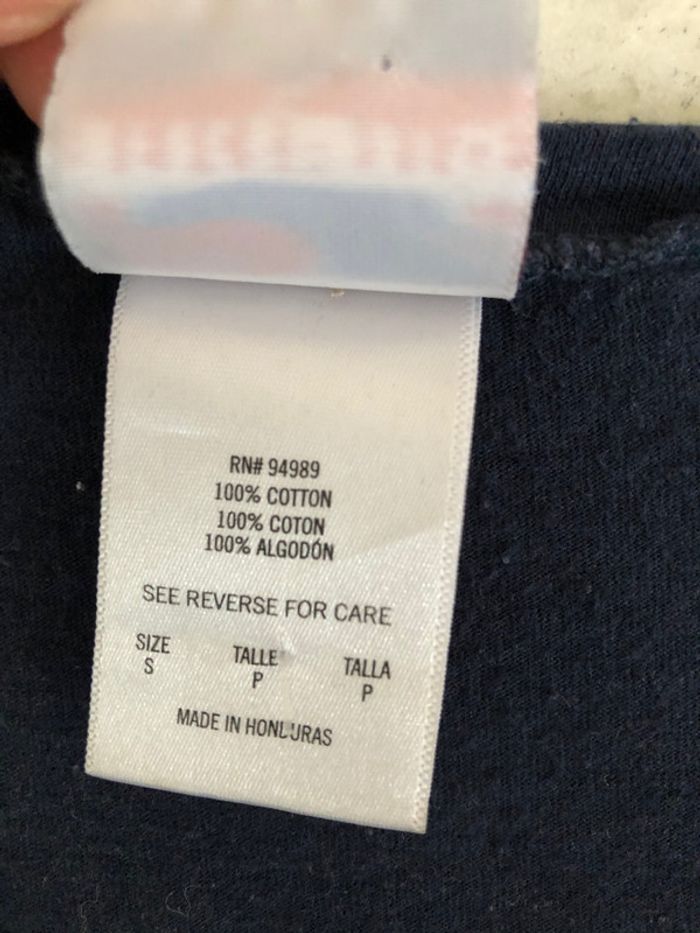 RN# 94989
100% COTTON
100% COTON
100% ALGODÓN
SEE REVERSE FOR CARE
SIZE TALLE TALLA
S P P
MADE IN HONDURAS